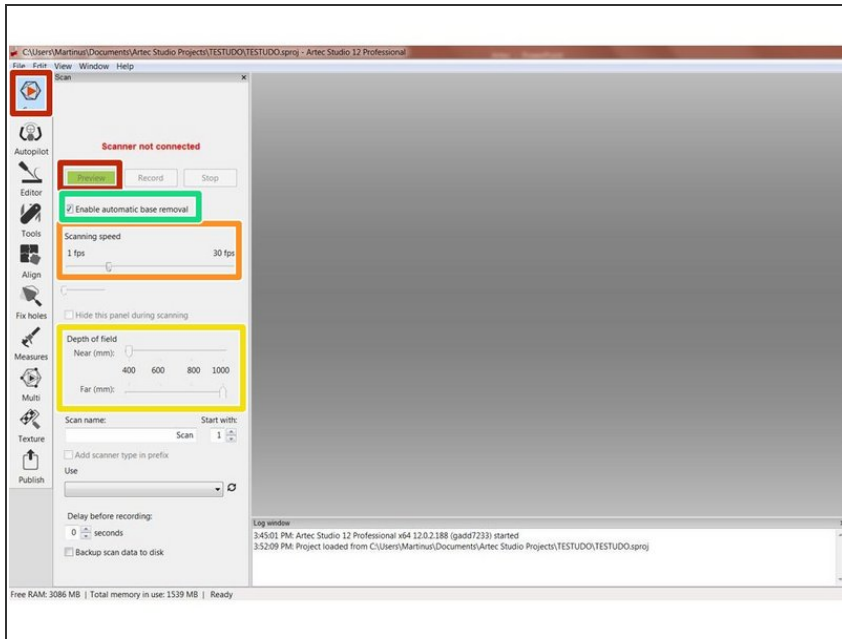 C:\Users\Martinus\Documents\Artec Studio Projects\TESTUDO\TESTUDO.sproj - Artec Studio 12 Professional
File Edit View Window Help
Scan
Autopilot
Editor
Tools
Align
Fix holes
Measures
Multi
Texture
Publish
Scanner not connected
Preview Record Stop
Enable automatic base removal
Scanning speed
1 fps 30 fps
Hide this panel during scanning
Depth of field
Near (mm):
400 600 800 1000
Far (mm):
Scan name: Start with:
Scan 1
Add scanner type in prefix
Use
Delay before recording:
0 seconds
Backup scan data to disk
Log window
3:45:01 PM: Artec Studio 12 Professional x64 12.0.2.188 (gadd7233) started
3:52:09 PM: Project loaded from C:\Users\Martinus\Documents\Artec Studio Projects\TESTUDO\TESTUDO.sproj
Free RAM: 3086 MB | Total memory in use: 1539 MB | Ready